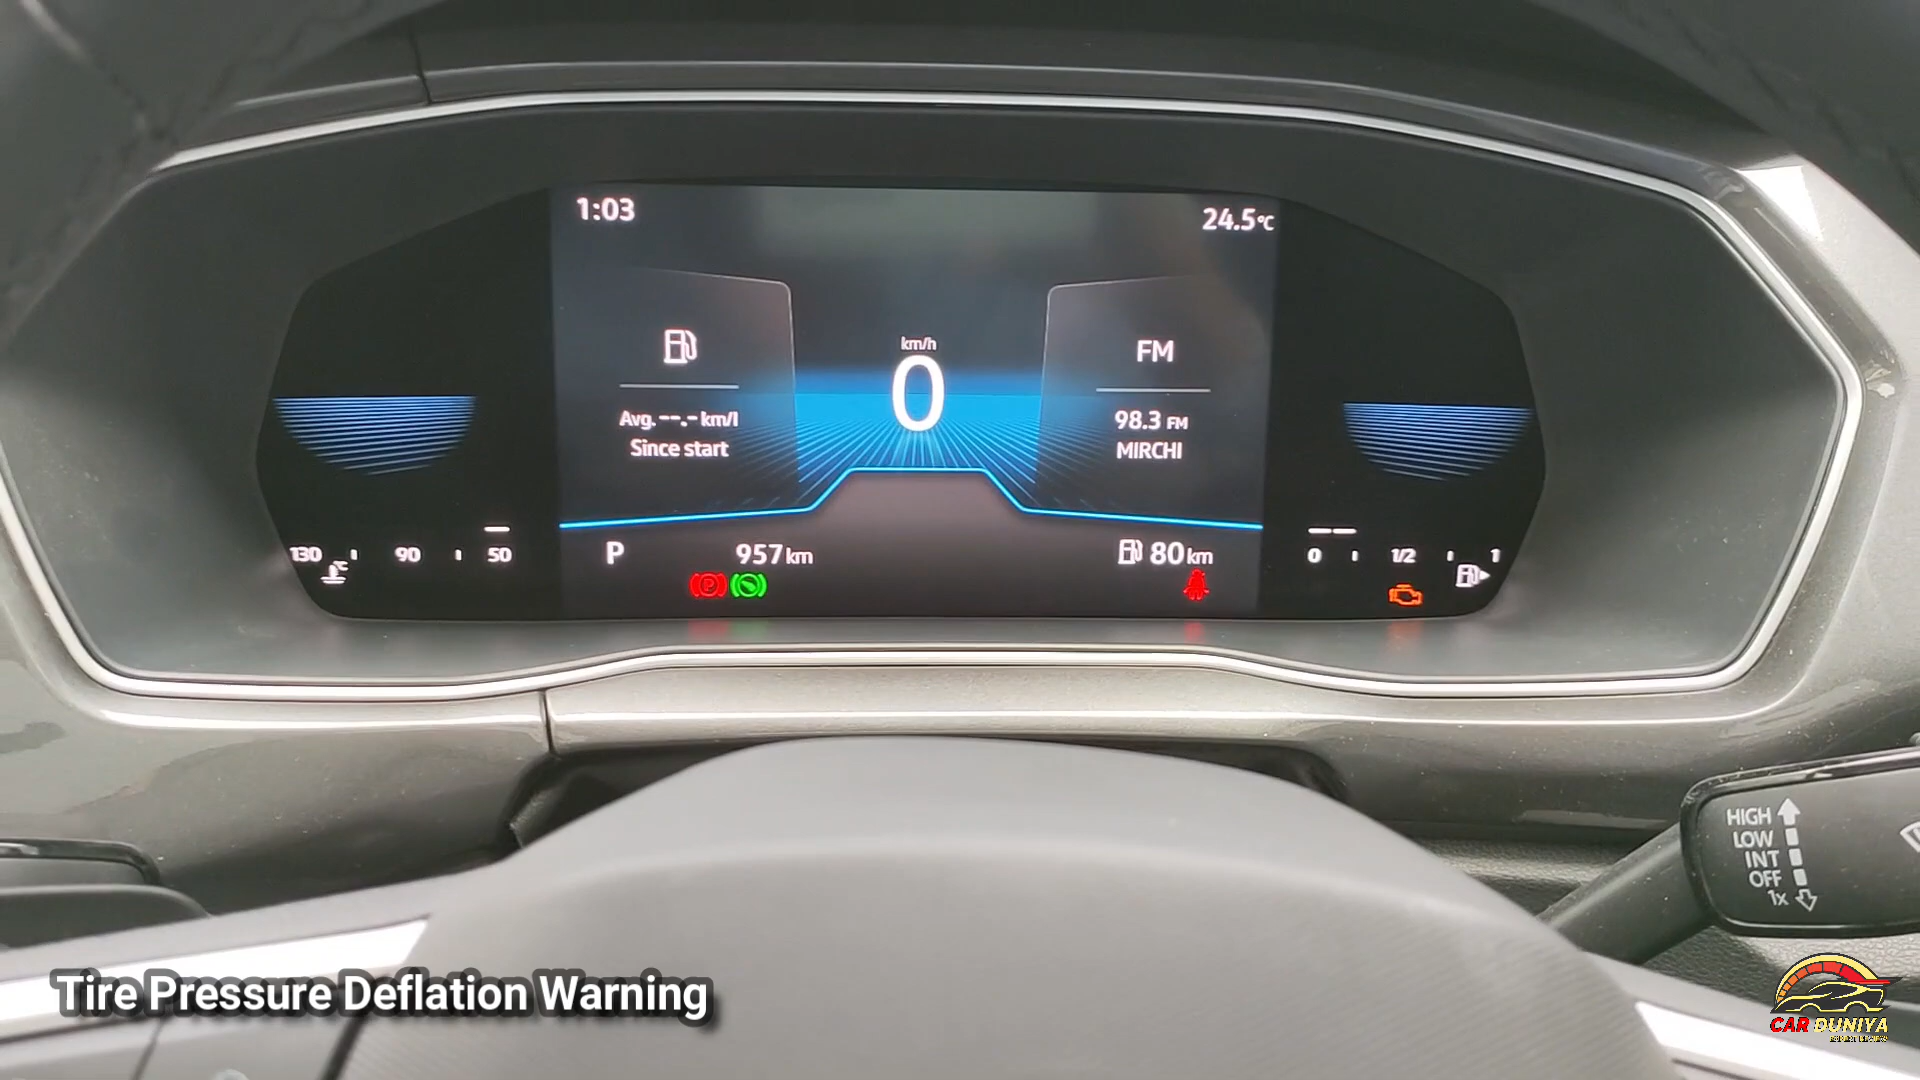 1:03
24.5°C
km/h
0
Avg. --.- km/l
Since start
FM
98.3 FM
MIRCHI
130
90
50
°C
P
957 km
80 km
0
1/2
1
P
HIGH
LOW
INT
OFF
1x
Tire Pressure Deflation Warning
CAR DUNIYA